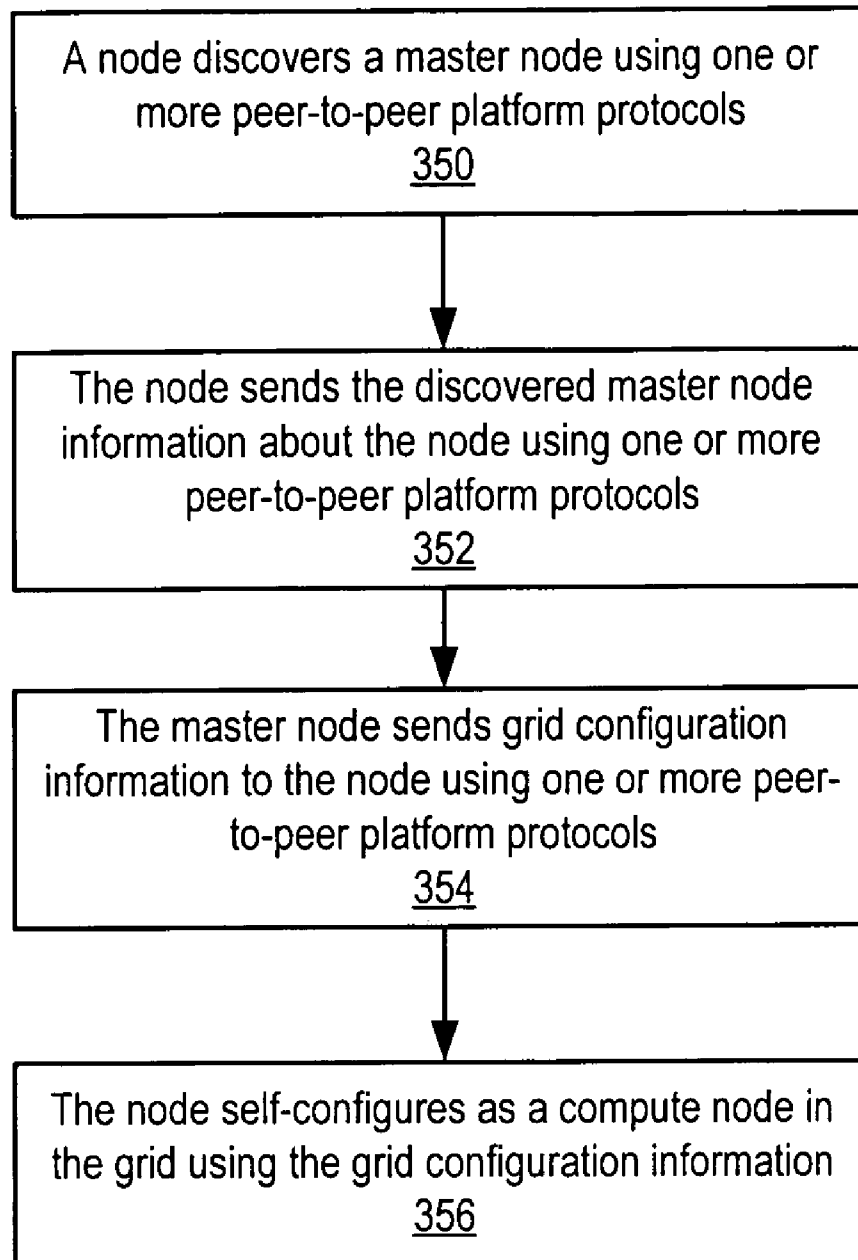 A node discovers a master node using one or
more peer-to-peer platform protocols
350
The node sends the discovered master node
information about the node using one or more
peer-to-peer platform protocols
352
The master node sends grid configuration
information to the node using one or more peer-
to-peer platform protocols
354
The node self-configures as a compute node in
the grid using the grid configuration information
356